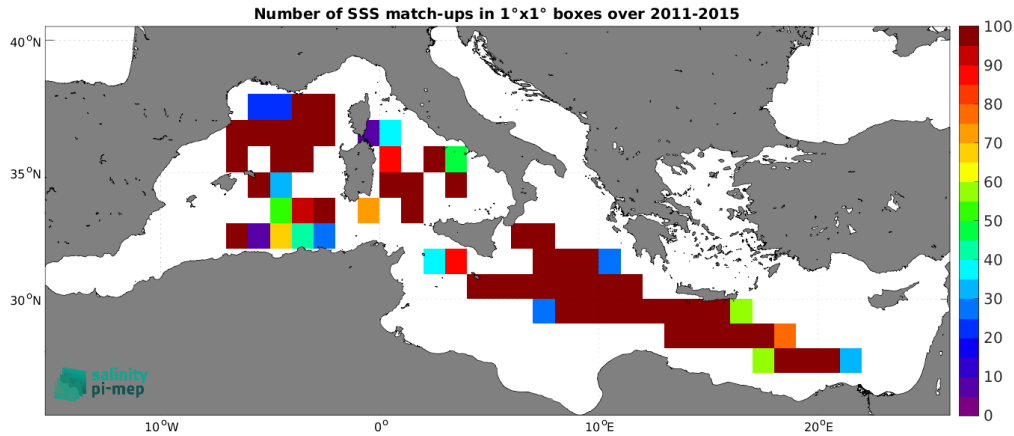 Number of SSS match-ups in 1°x1° boxes over 2011-2015
40°N
35°N
30°N
10°W
0°
10°E
20°E
100
90
80
70
60
50
40
30
20
10
0
salinity
pi-mep